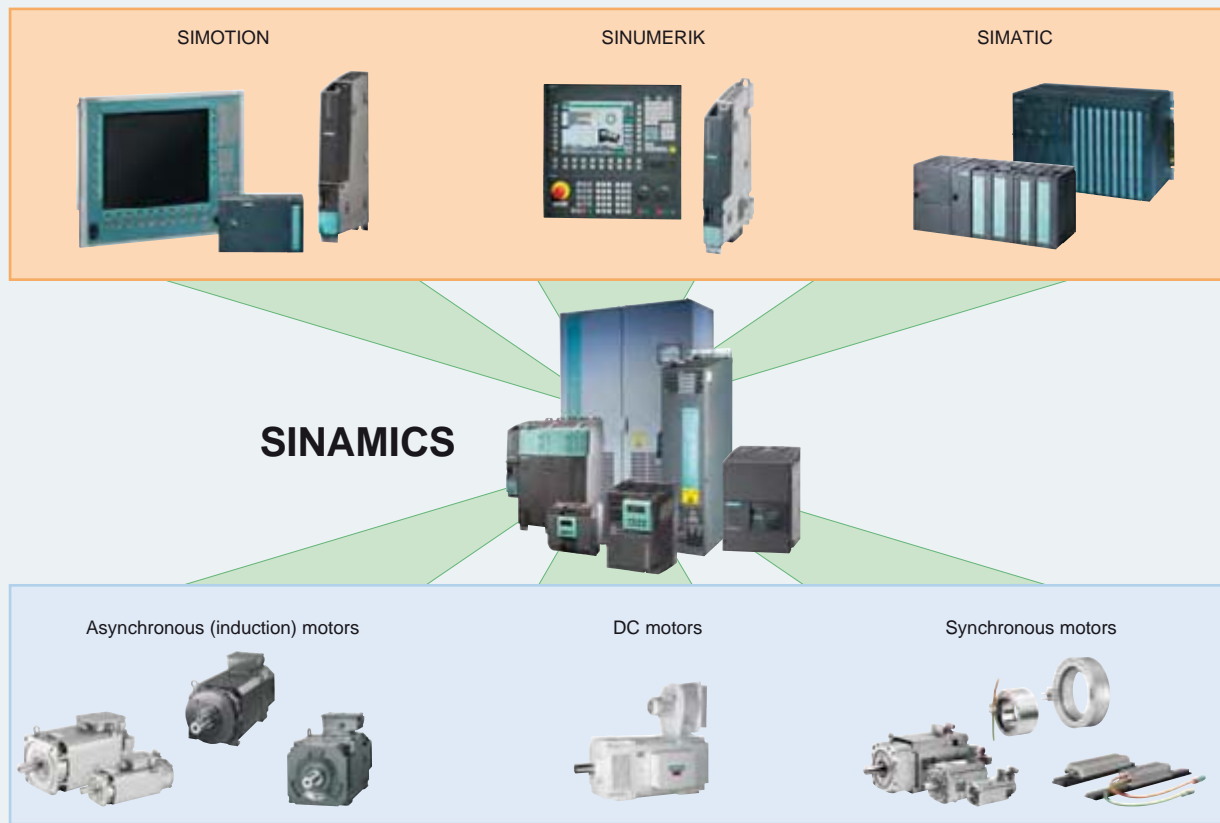 SIMOTION
SINUMERIK
SIMATIC
SINAMICS
Asynchronous (induction) motors
DC motors
Synchronous motors